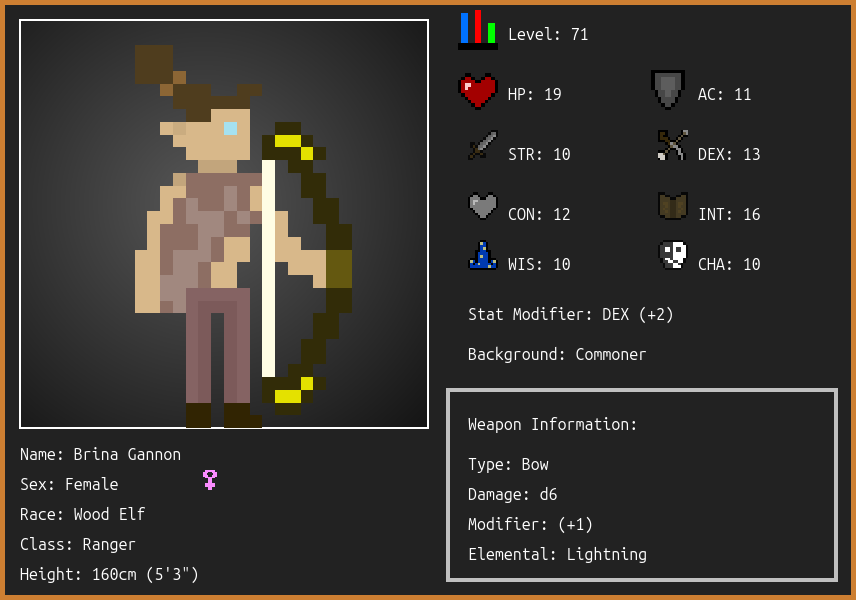 Level: 71
HP: 19
AC: 11
STR: 10
DEX: 13
CON: 12
INT: 16
WIS: 10
CHA: 10
Stat Modifier: DEX (+2)
Background: Commoner
Weapon Information:
Type: Bow
Damage: d6
Modifier: (+1)
Elemental: Lightning
Name: Brina Gannon
Sex: Female
Race: Wood Elf
Class: Ranger
Height: 160cm (5'3")